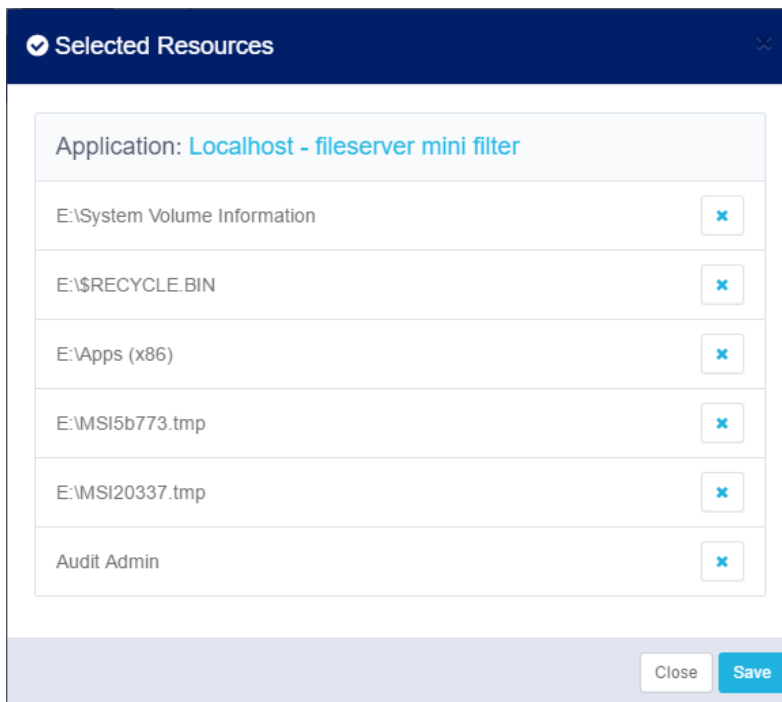 Selected Resources
Application: Localhost - fileserver mini filter
E:\System Volume Information
E:\$RECYCLE.BIN
E:\Apps (x86)
E:\MSI5b773.tmp
E:\MSI20337.tmp
Audit Admin
Close Save